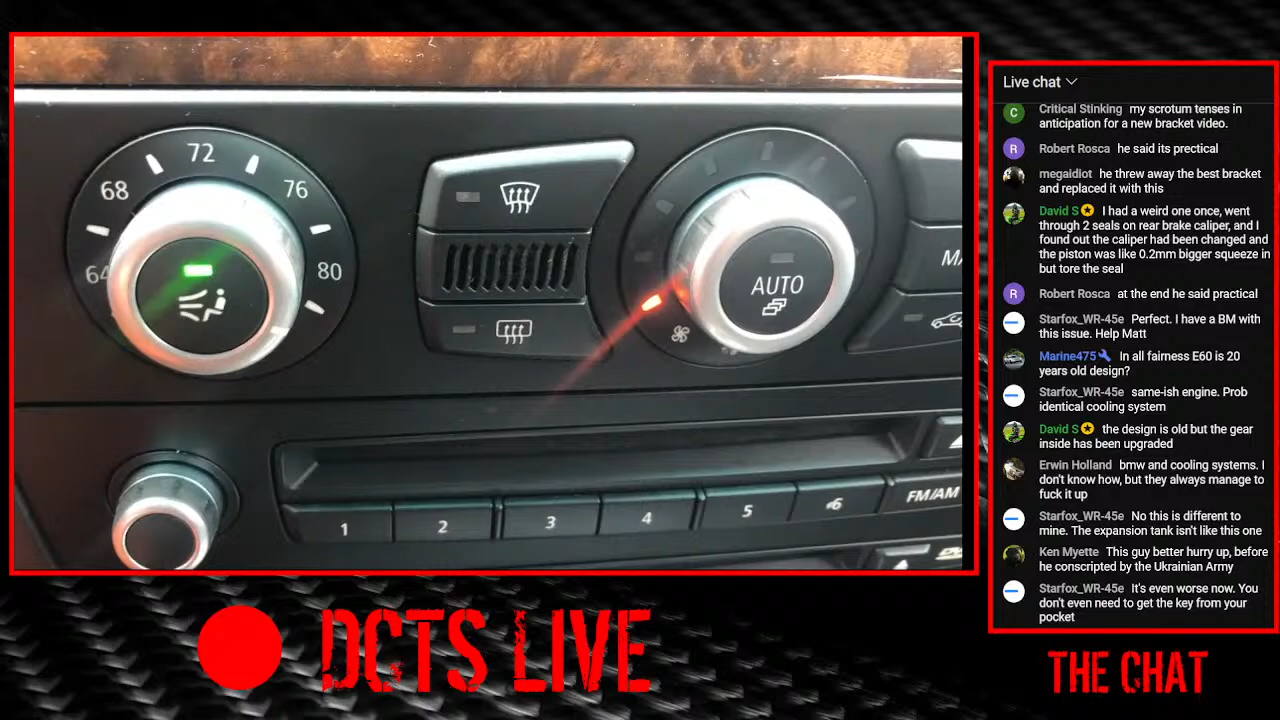 72
68
76
64
80
AUTO
1
2
3
4
5
6
FM/AM
DCTS LIVE
Live chat
Critical Stinking my scrotum tenses in
anticipation for a new bracket video.
Robert Rosca he said its prectical
megaidiot he threw away the best bracket
and replaced it with this
David S I had a weird one once, went
through 2 seals on rear brake caliper, and I
found out the caliper had been changed and
the piston was like 0.2mm bigger squeeze in
but tore the seal
Robert Rosca at the end he said practical
Starfox_WR-45e Perfect. I have a BM with
this issue. Help Matt
Marine475 In all fairness E60 is 20
years old design?
Starfox_WR-45e same-ish engine. Prob
identical cooling system
David S the design is old but the gear
inside has been upgraded
Erwin Holland bmw and cooling systems. I
don't know how, but they always manage to
fuck it up
Starfox_WR-45e No this is different to
mine. The expansion tank isn't like this one
Ken Myette This guy better hurry up, before
he conscripted by the Ukrainian Army
Starfox_WR-45e It's even worse now. You
don't even need to get the key from your
pocket
THE CHAT